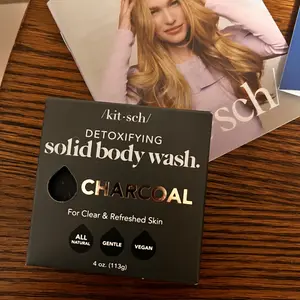 /kit·sch/
DETOXIFYING
solid body wash.
CHARCOAL
For Clear & Refreshed Skin
ALL
NATURAL
GENTLE
VEGAN
4 oz. (113g)
sch/